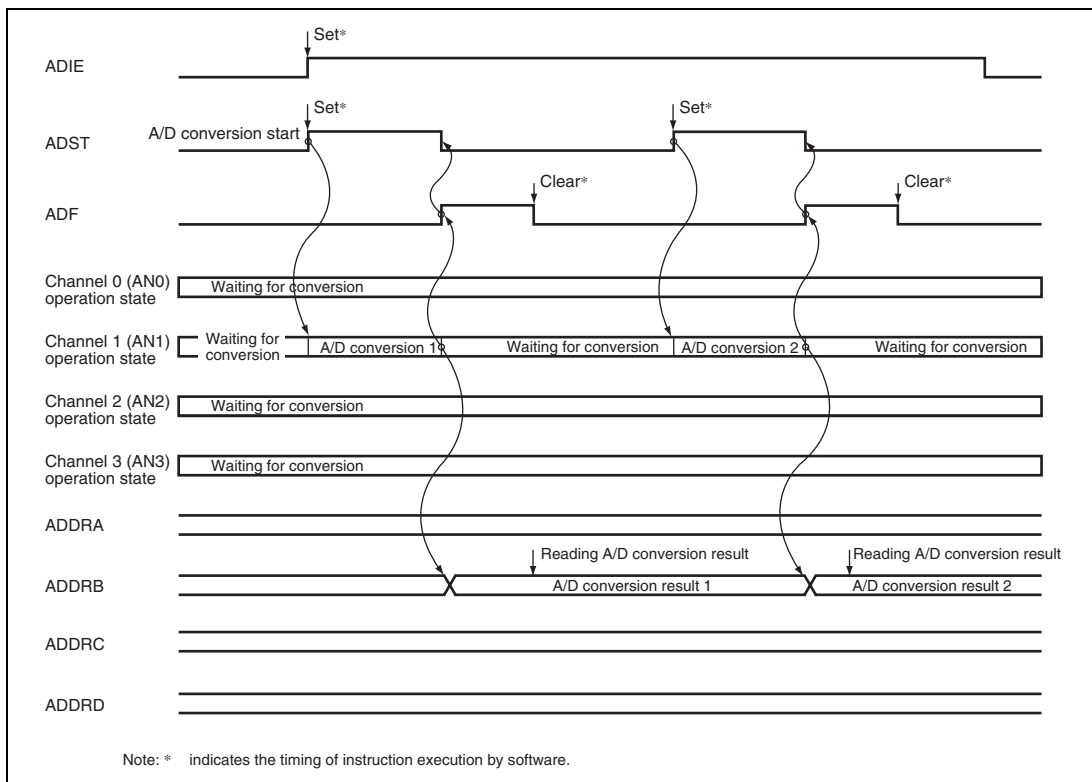 Set*
ADIE
Set*
Set*
A/D conversion start
ADST
Clear*
Clear*
ADF
Channel 0 (AN0)
operation state
Waiting for conversion
Channel 1 (AN1)
operation state
Waiting for
conversion
A/D conversion 1
Waiting for conversion
A/D conversion 2
Waiting for conversion
Channel 2 (AN2)
operation state
Waiting for conversion
Channel 3 (AN3)
operation state
Waiting for conversion
ADDRA
Reading A/D conversion result
Reading A/D conversion result
ADDRB
A/D conversion result 1
A/D conversion result 2
ADDRC
ADDRD
Note: * indicates the timing of instruction execution by software.